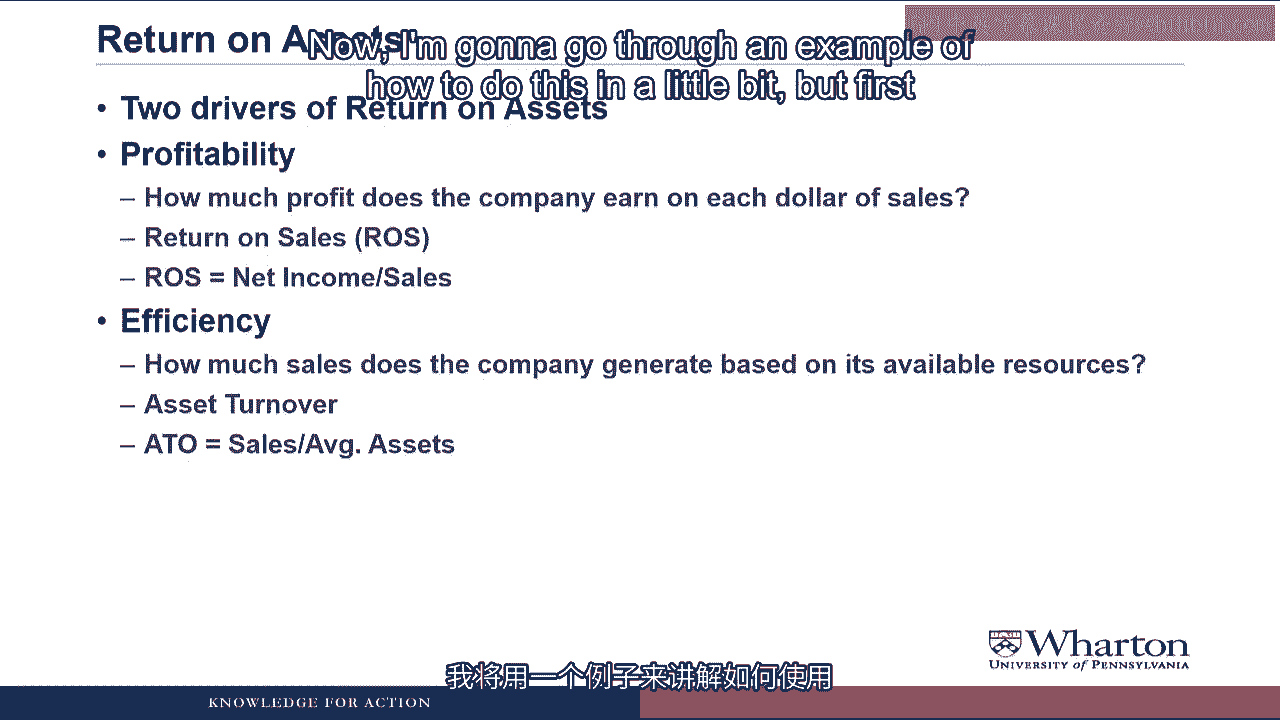 Return on Assets
Now, I'm gonna go through an example of
how to do this in a little bit, but first
• Two drivers of Return on Assets
• Profitability
– How much profit does the company earn on each dollar of sales?
– Return on Sales (ROS)
– ROS = Net Income/Sales
• Efficiency
– How much sales does the company generate based on its available resources?
– Asset Turnover
– ATO = Sales/Avg. Assets
Wharton
UNIVERSITY of PENNSYLVANIA
我将用一个例子来讲解如何使用
KNOWLEDGE FOR ACTION